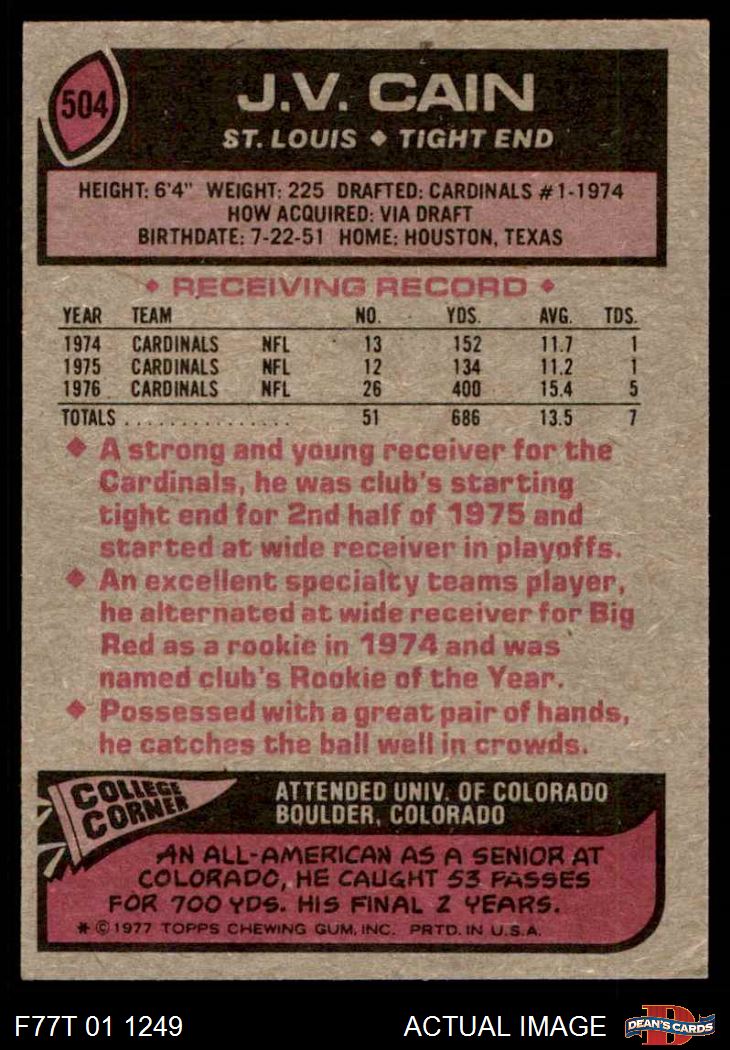 504
J.V. CAIN
ST. LOUIS ◆ TIGHT END
HEIGHT: 6'4" WEIGHT: 225 DRAFTED: CARDINALS #1-1974
HOW ACQUIRED: VIA DRAFT
BIRTHDATE: 7-22-51 HOME: HOUSTON, TEXAS
◆ RECEIVING RECORD ◆
YEAR TEAM NO. YDS. AVG. TDS.
1974 CARDINALS NFL 13 152 11.7 1
1975 CARDINALS NFL 12 134 11.2 1
1976 CARDINALS NFL 26 400 15.4 5
TOTALS . . . . . . . . . . . . . . . 51 686 13.5 7
◆ A strong and young receiver for the
Cardinals, he was club's starting
tight end for 2nd half of 1975 and
started at wide receiver in playoffs.
◆ An excellent specialty teams player,
he alternated at wide receiver for Big
Red as a rookie in 1974 and was
named club's Rookie of the Year.
◆ Possessed with a great pair of hands,
he catches the ball well in crowds.
COLLEGE
CORNER
ATTENDED UNIV. OF COLORADO
BOULDER, COLORADO
AN ALL-AMERICAN AS A SENIOR AT
COLORADO, HE CAUGHT 53 PASSES
FOR 700 YDS. HIS FINAL 2 YEARS.
* © 1977 TOPPS CHEWING GUM, INC. PRTD. IN U.S.A.
F77T 01 1249
ACTUAL IMAGE
D
DEAN'S CARDS